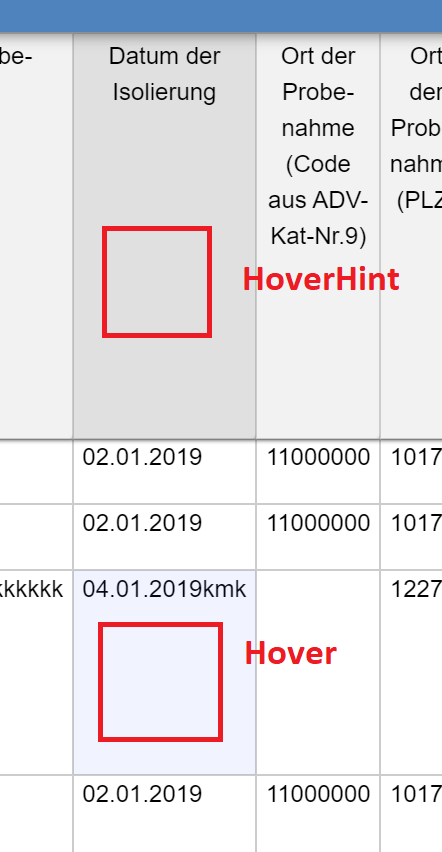 be-
Datum der
Isolierung
Ort der
Probe-
nahme
(Code
aus ADV-
Kat-Nr.9)
Ort
der
Prob
nahm
(PLZ
HoverHint
02.01.2019 11000000 1017
02.01.2019 11000000 1017
kkkkkk 04.01.2019kmk 1227
Hover
02.01.2019 11000000 1017